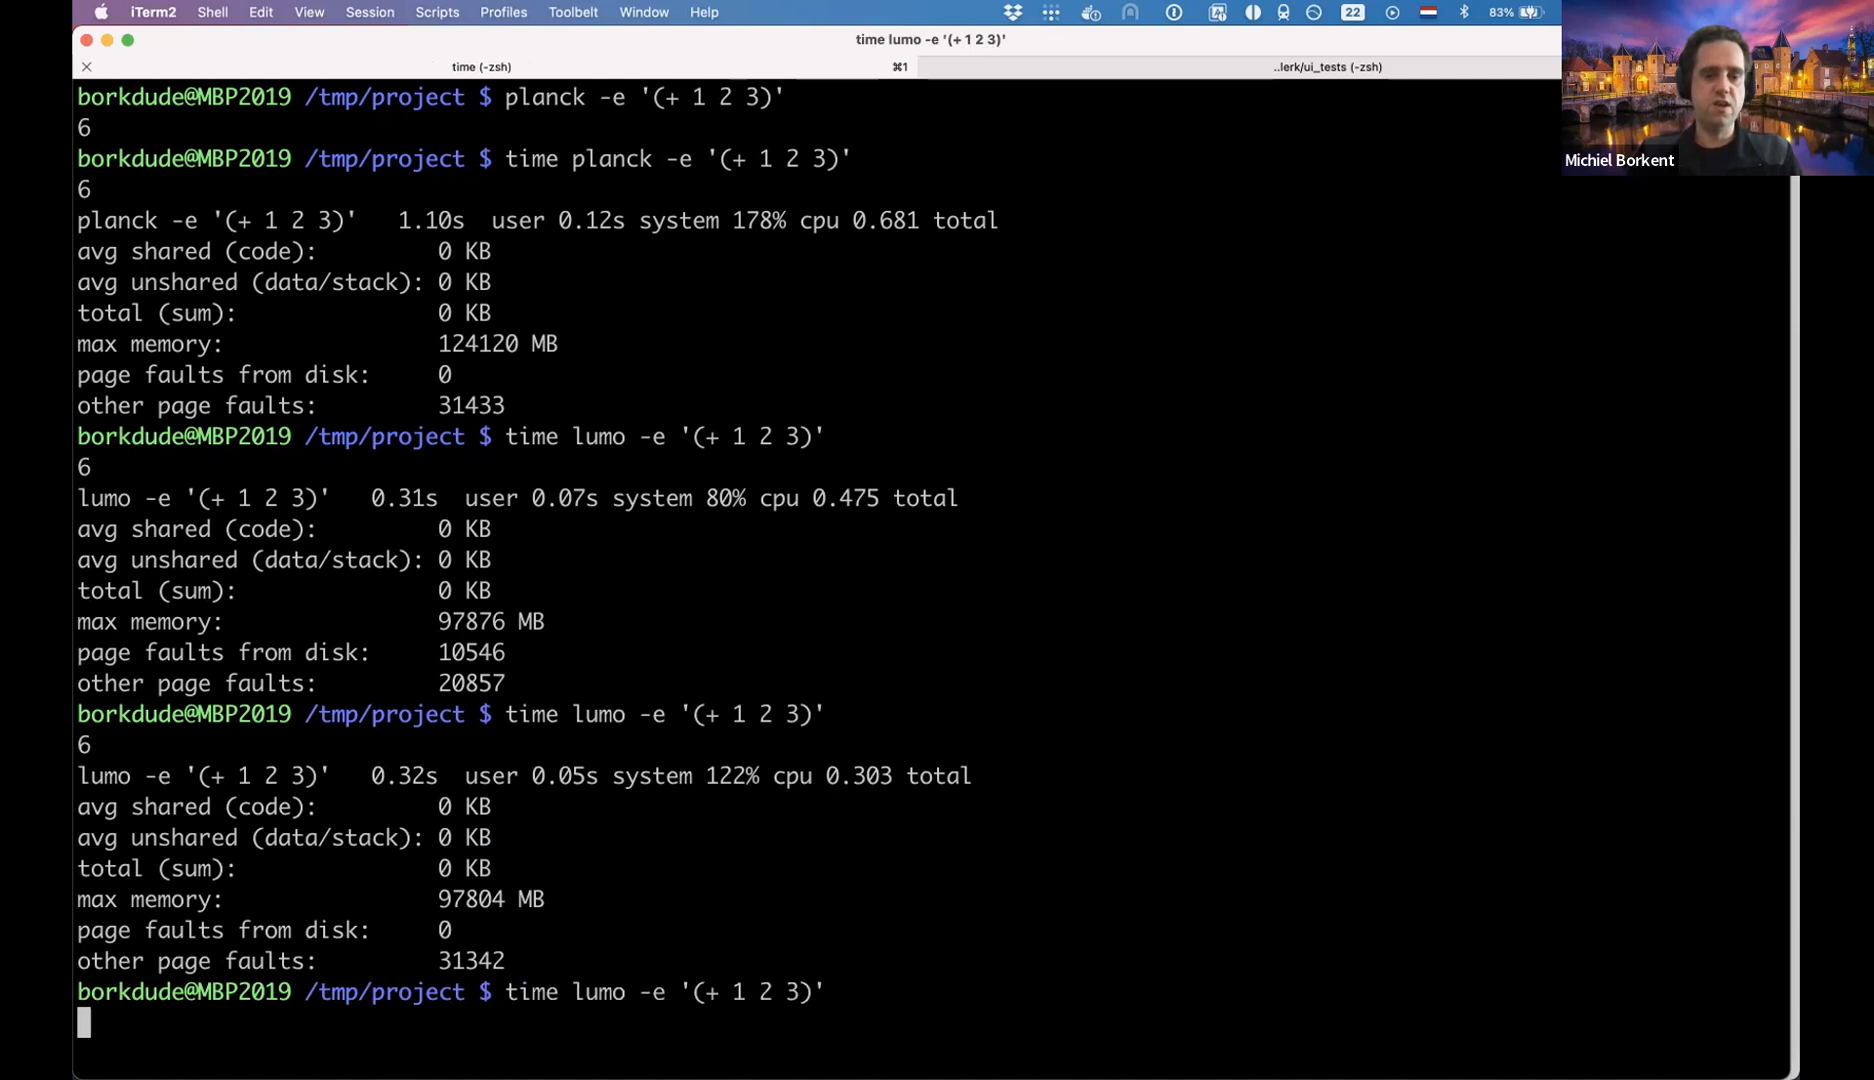 iTerm2 Shell Edit View Session Scripts Profiles Toolbelt Window Help 22 83%
time lumo -e '(+ 1 2 3)'
time (-zsh) ⌘1 ..lerk/ui_tests (-zsh)
borkdude@MBP2019 /tmp/project $ planck -e '(+ 1 2 3)'
6
borkdude@MBP2019 /tmp/project $ time planck -e '(+ 1 2 3)'
6
planck -e '(+ 1 2 3)' 1.10s user 0.12s system 178% cpu 0.681 total
avg shared (code): 0 KB
avg unshared (data/stack): 0 KB
total (sum): 0 KB
max memory: 124120 MB
page faults from disk: 0
other page faults: 31433
borkdude@MBP2019 /tmp/project $ time lumo -e '(+ 1 2 3)'
6
lumo -e '(+ 1 2 3)' 0.31s user 0.07s system 80% cpu 0.475 total
avg shared (code): 0 KB
avg unshared (data/stack): 0 KB
total (sum): 0 KB
max memory: 97876 MB
page faults from disk: 10546
other page faults: 20857
borkdude@MBP2019 /tmp/project $ time lumo -e '(+ 1 2 3)'
6
lumo -e '(+ 1 2 3)' 0.32s user 0.05s system 122% cpu 0.303 total
avg shared (code): 0 KB
avg unshared (data/stack): 0 KB
total (sum): 0 KB
max memory: 97804 MB
page faults from disk: 0
other page faults: 31342
borkdude@MBP2019 /tmp/project $ time lumo -e '(+ 1 2 3)'
Michiel Borkent